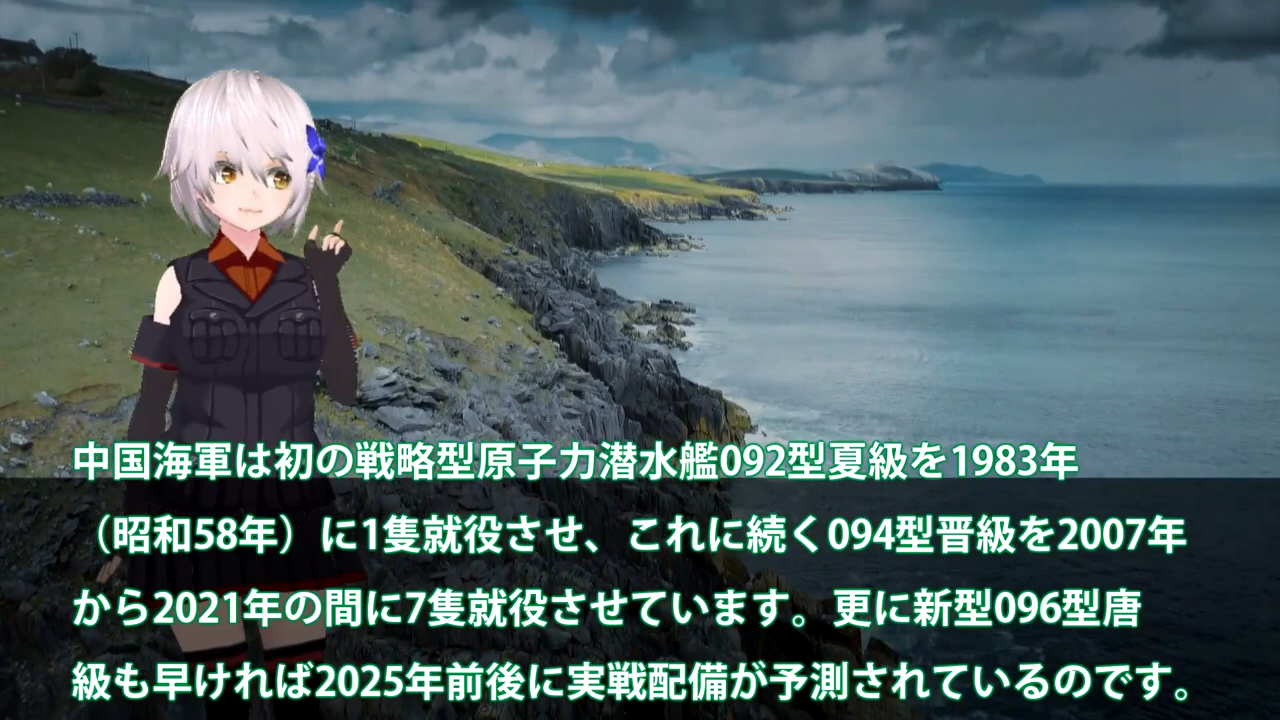 中国海軍は初の戦略型原子力潜水艦092型夏級を1983年
（昭和58年）に1隻就役させ、これに続く094型晋級を2007年
から2021年の間に7隻就役させています。更に新型096型唐
級も早ければ2025年前後に実戦配備が予測されているのです。